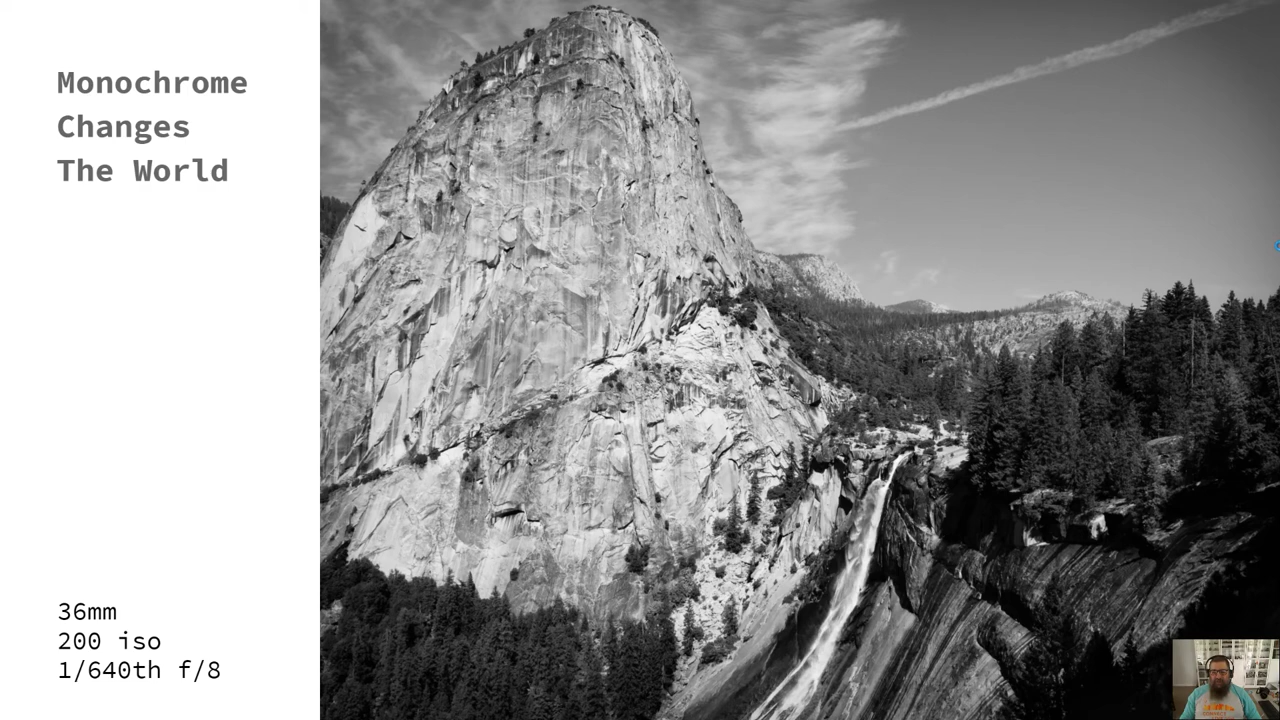 Monochrome
Changes
The World
36mm
200 iso
1/640th f/8